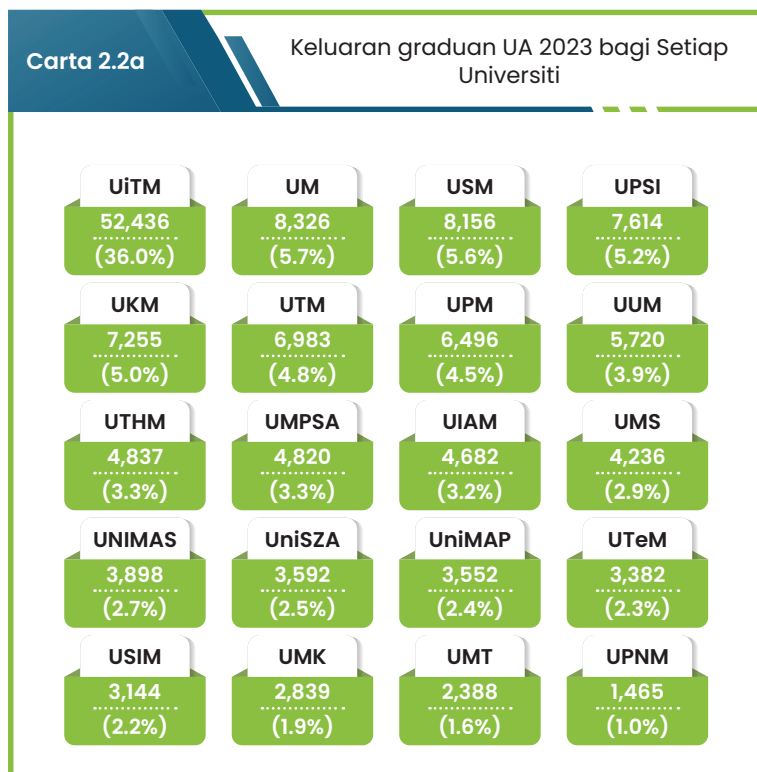 Carta 2.2a
Keluaran graduan UA 2023 bagi Setiap
Universiti
UiTM
52,436
(36.0%)
UM
8,326
(5.7%)
USM
8,156
(5.6%)
UPSI
7,614
(5.2%)
UKM
7,255
(5.0%)
UTM
6,983
(4.8%)
UPM
6,496
(4.5%)
UUM
5,720
(3.9%)
UTHM
4,837
(3.3%)
UMPSA
4,820
(3.3%)
UIAM
4,682
(3.2%)
UMS
4,236
(2.9%)
UNIMAS
3,898
(2.7%)
UniSZA
3,592
(2.5%)
UniMAP
3,552
(2.4%)
UTeM
3,382
(2.3%)
USIM
3,144
(2.2%)
UMK
2,839
(1.9%)
UMT
2,388
(1.6%)
UPNM
1,465
(1.0%)